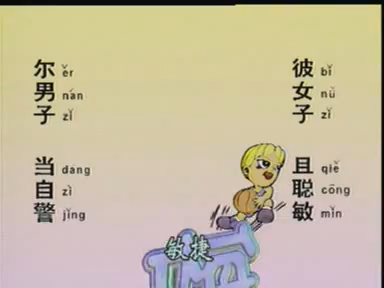 彼女子
bǐ nǚ zǐ
且聪敏
qiě cōng mǐn
尔男子
ěr nán zǐ
当自警
dang zì jǐng
敏捷